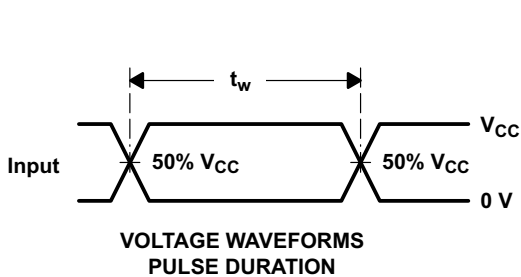 tw
VCC
Input
50% VCC
50% VCC
0 V
VOLTAGE WAVEFORMS
PULSE DURATION